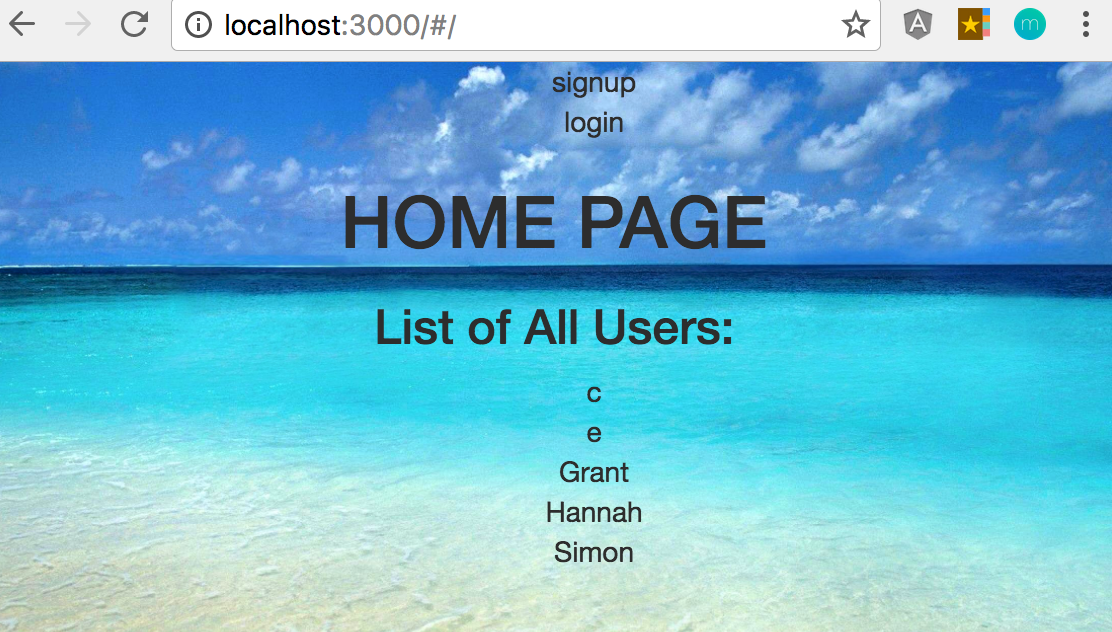 localhost:3000/#/
signup
login
HOME PAGE
List of All Users:
c
e
Grant
Hannah
Simon